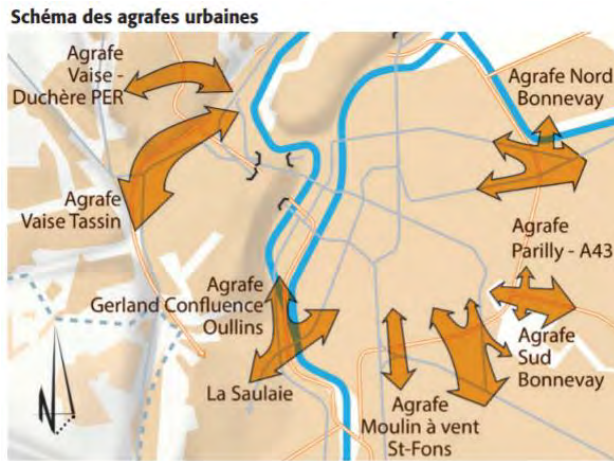 Schéma des agrafes urbaines
Agrafe
Vaise -
Duchère PER
Agrafe Nord
Bonnevay
Agrafe
Vaise Tassin
Agrafe
Parilly - A43
Agrafe
Gerland Confluence
Oullins
La Saulaie
Agrafe
Sud
Bonnevay
Agrafe
Moulin à vent
St-Fons
N